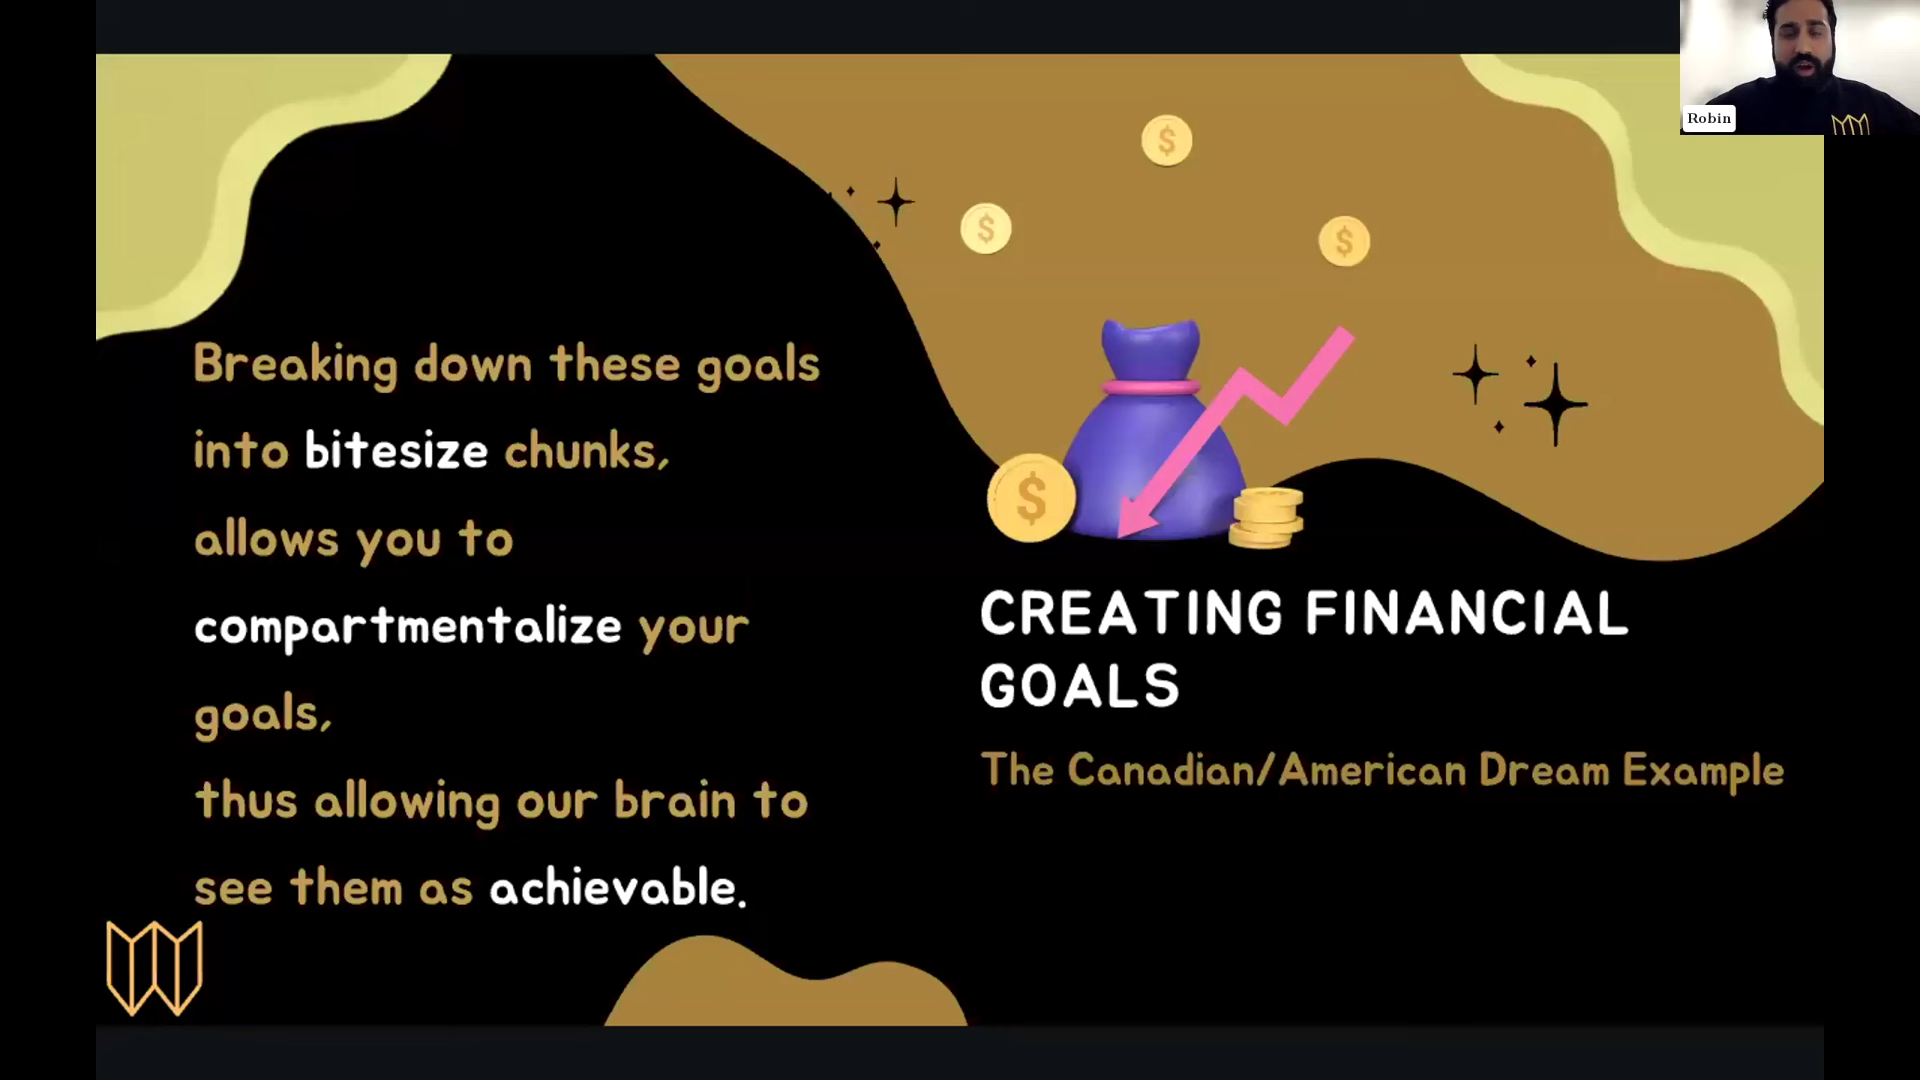 Robin
Breaking down these goals
into bitesize chunks,
allows you to
compartmentalize your
goals,
thus allowing our brain to
see them as achievable.
$
$
$
$
CREATING FINANCIAL
GOALS
The Canadian/American Dream Example